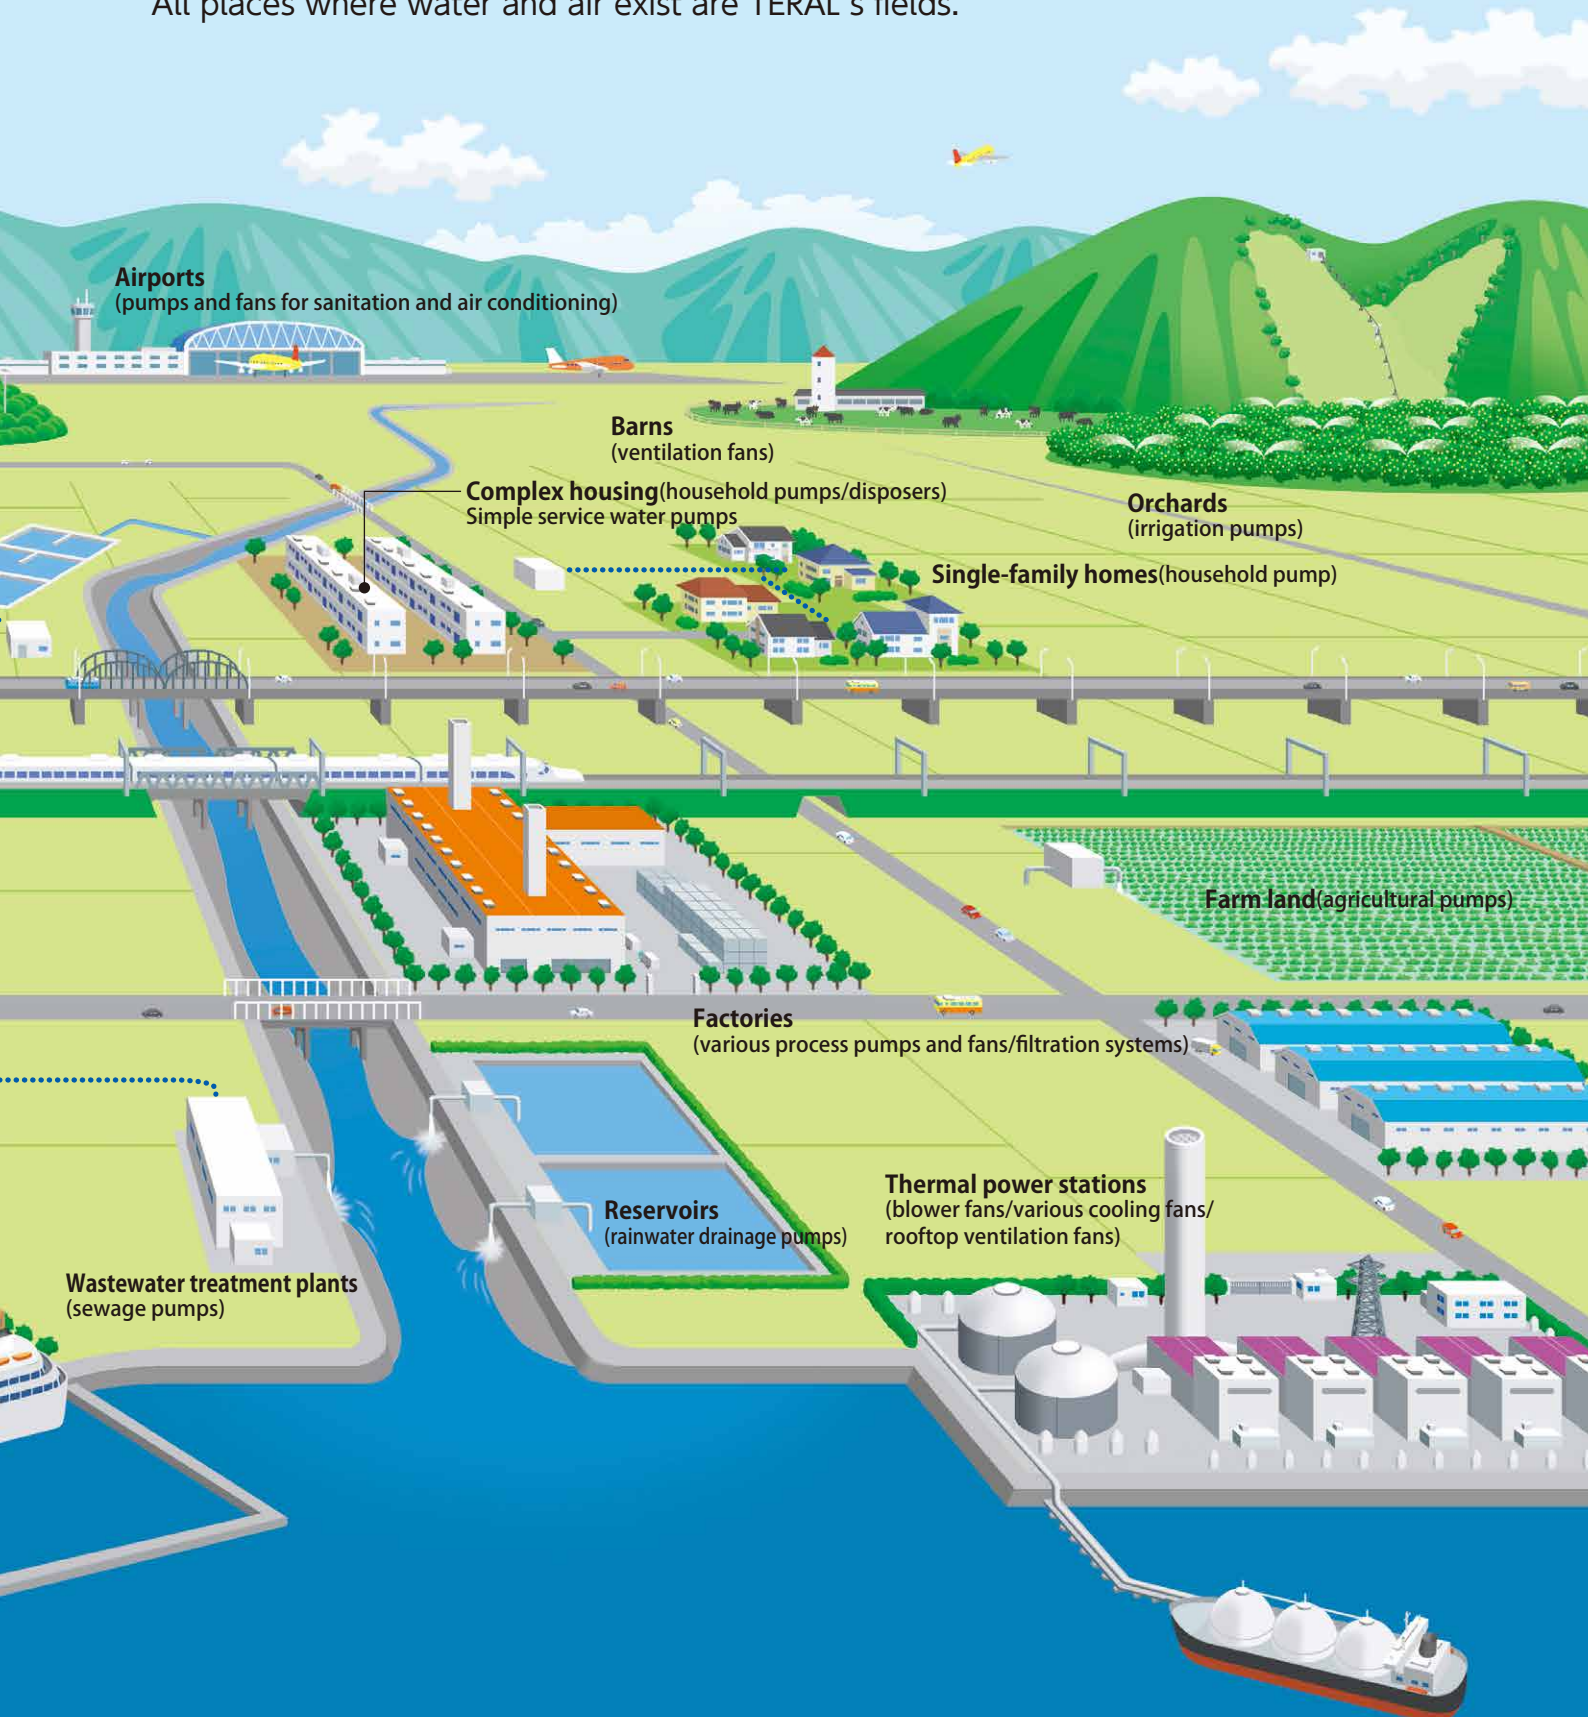 All places where water and air exist are TERAL's fields.
Airports
(pumps and fans for sanitation and air conditioning)
Barns
(ventilation fans)
Complex housing(household pumps/disposers)
Simple service water pumps
Orchards
(irrigation pumps)
Single-family homes(household pump)
Farm land(agricultural pumps)
Factories
(various process pumps and fans/filtration systems)
Thermal power stations
(blower fans/various cooling fans/
rooftop ventilation fans)
Reservoirs
(rainwater drainage pumps)
Wastewater treatment plants
(sewage pumps)